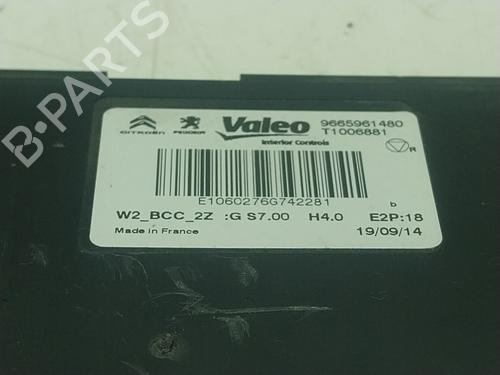 B-PARTS
CITROËN PEUGEOT Valeo 9665961480
T1006881
Interior Controls
R
E1060276G742281
b
W2_BCC_2Z :G S7.00 H4.0 E2P:18
Made in France 19/09/14